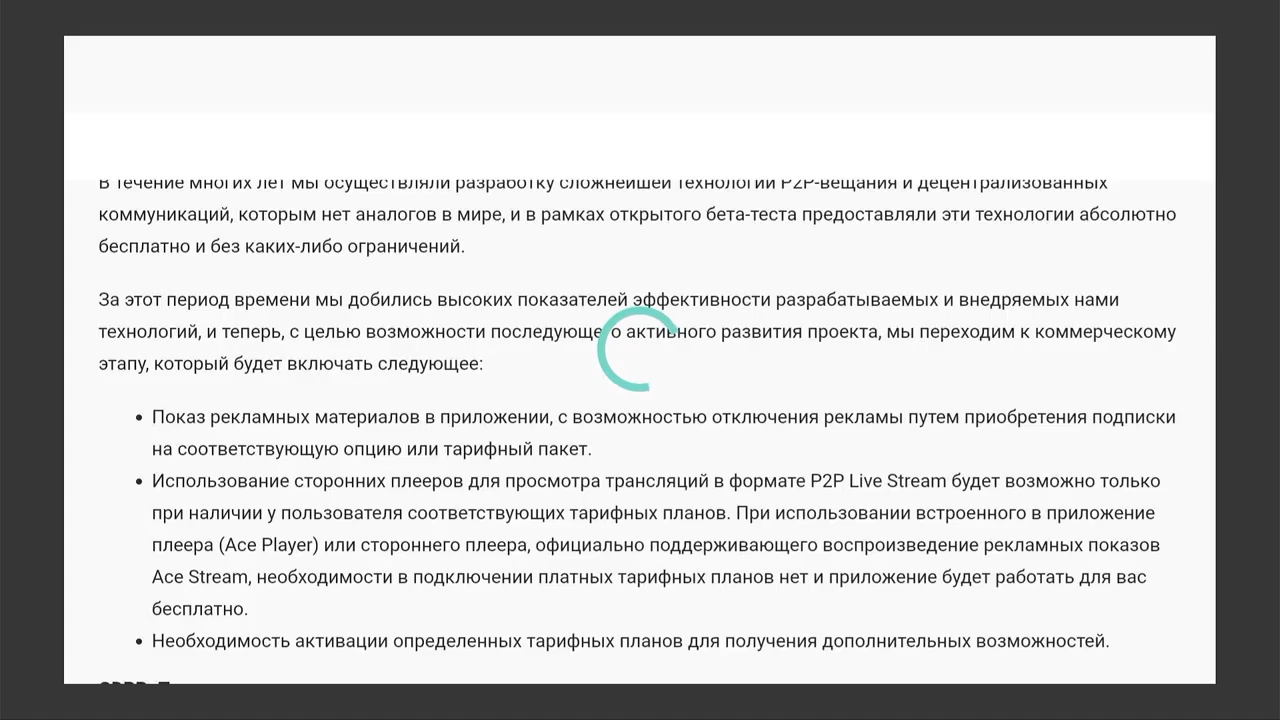 В течение многих лет мы осуществляли разработку сложнейшей технологии P2P-вещания и децентрализованных
коммуникаций, которым нет аналогов в мире, и в рамках открытого бета-теста предоставляли эти технологии абсолютно
бесплатно и без каких-либо ограничений.
За этот период времени мы добились высоких показателей эффективности разрабатываемых и внедряемых нами
технологий, и теперь, с целью возможности последующего активного развития проекта, мы переходим к коммерческому
этапу, который будет включать следующее:
• Показ рекламных материалов в приложении, с возможностью отключения рекламы путем приобретения подписки
на соответствующую опцию или тарифный пакет.
• Использование сторонних плееров для просмотра трансляций в формате P2P Live Stream будет возможно только
при наличии у пользователя соответствующих тарифных планов. При использовании встроенного в приложение
плеера (Ace Player) или стороннего плеера, официально поддерживающего воспроизведение рекламных показов
Ace Stream, необходимости в подключении платных тарифных планов нет и приложение будет работать для вас
бесплатно.
• Необходимость активации определенных тарифных планов для получения дополнительных возможностей.